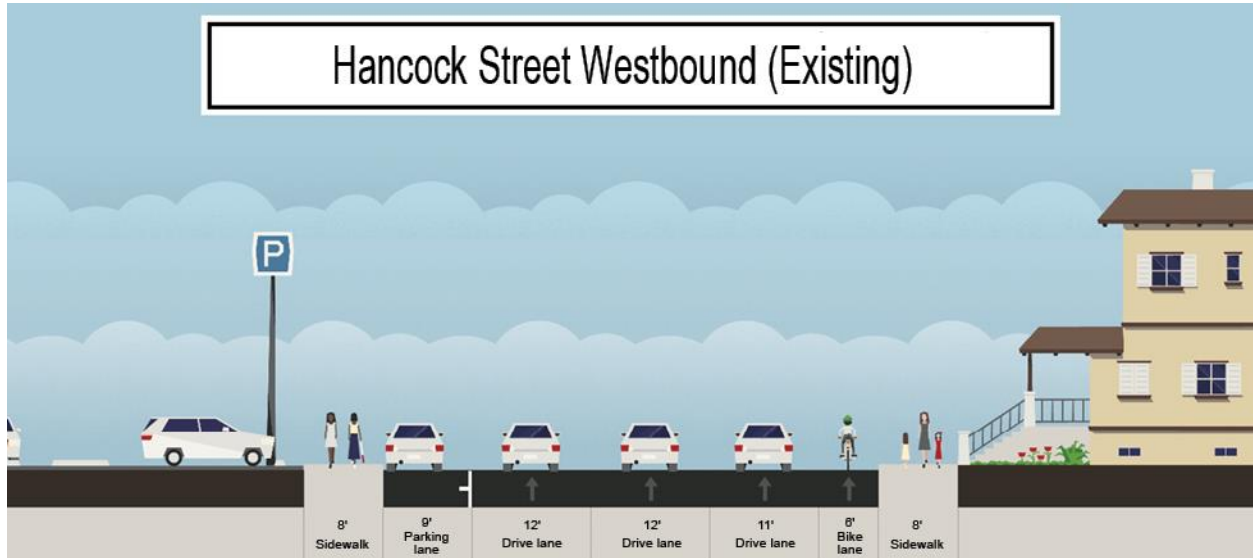 Hancock Street Westbound (Existing)
P
8'
Sidewalk
9'
Parking
lane
12'
Drive lane
12'
Drive lane
11'
Drive lane
6'
Bike
lane
8'
Sidewalk